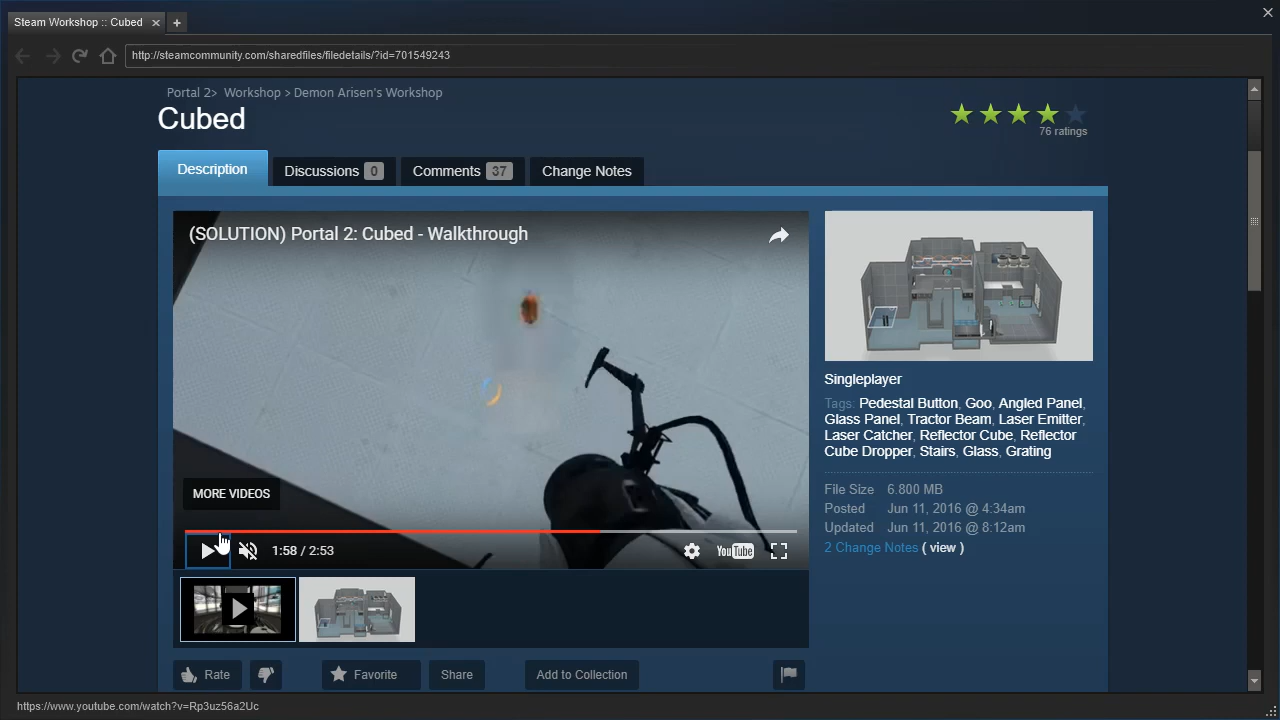 Steam Workshop :: Cubed
http://steamcommunity.com/sharedfiles/filedetails/?id=701549243
Portal 2> Workshop > Demon Arisen's Workshop
Cubed
76 ratings
Description
Discussions 0
Comments 37
Change Notes
(SOLUTION) Portal 2: Cubed - Walkthrough
MORE VIDEOS
1:58 / 2:53
YouTube
Singleplayer
Tags: Pedestal Button, Goo, Angled Panel,
Glass Panel, Tractor Beam, Laser Emitter,
Laser Catcher, Reflector Cube, Reflector
Cube Dropper, Stairs, Glass, Grating
File Size 6.800 MB
Posted Jun 11, 2016 @ 4:34am
Updated Jun 11, 2016 @ 8:12am
2 Change Notes ( view )
Rate
Favorite
Share
Add to Collection
https://www.youtube.com/watch?v=Rp3uz56a2Uc